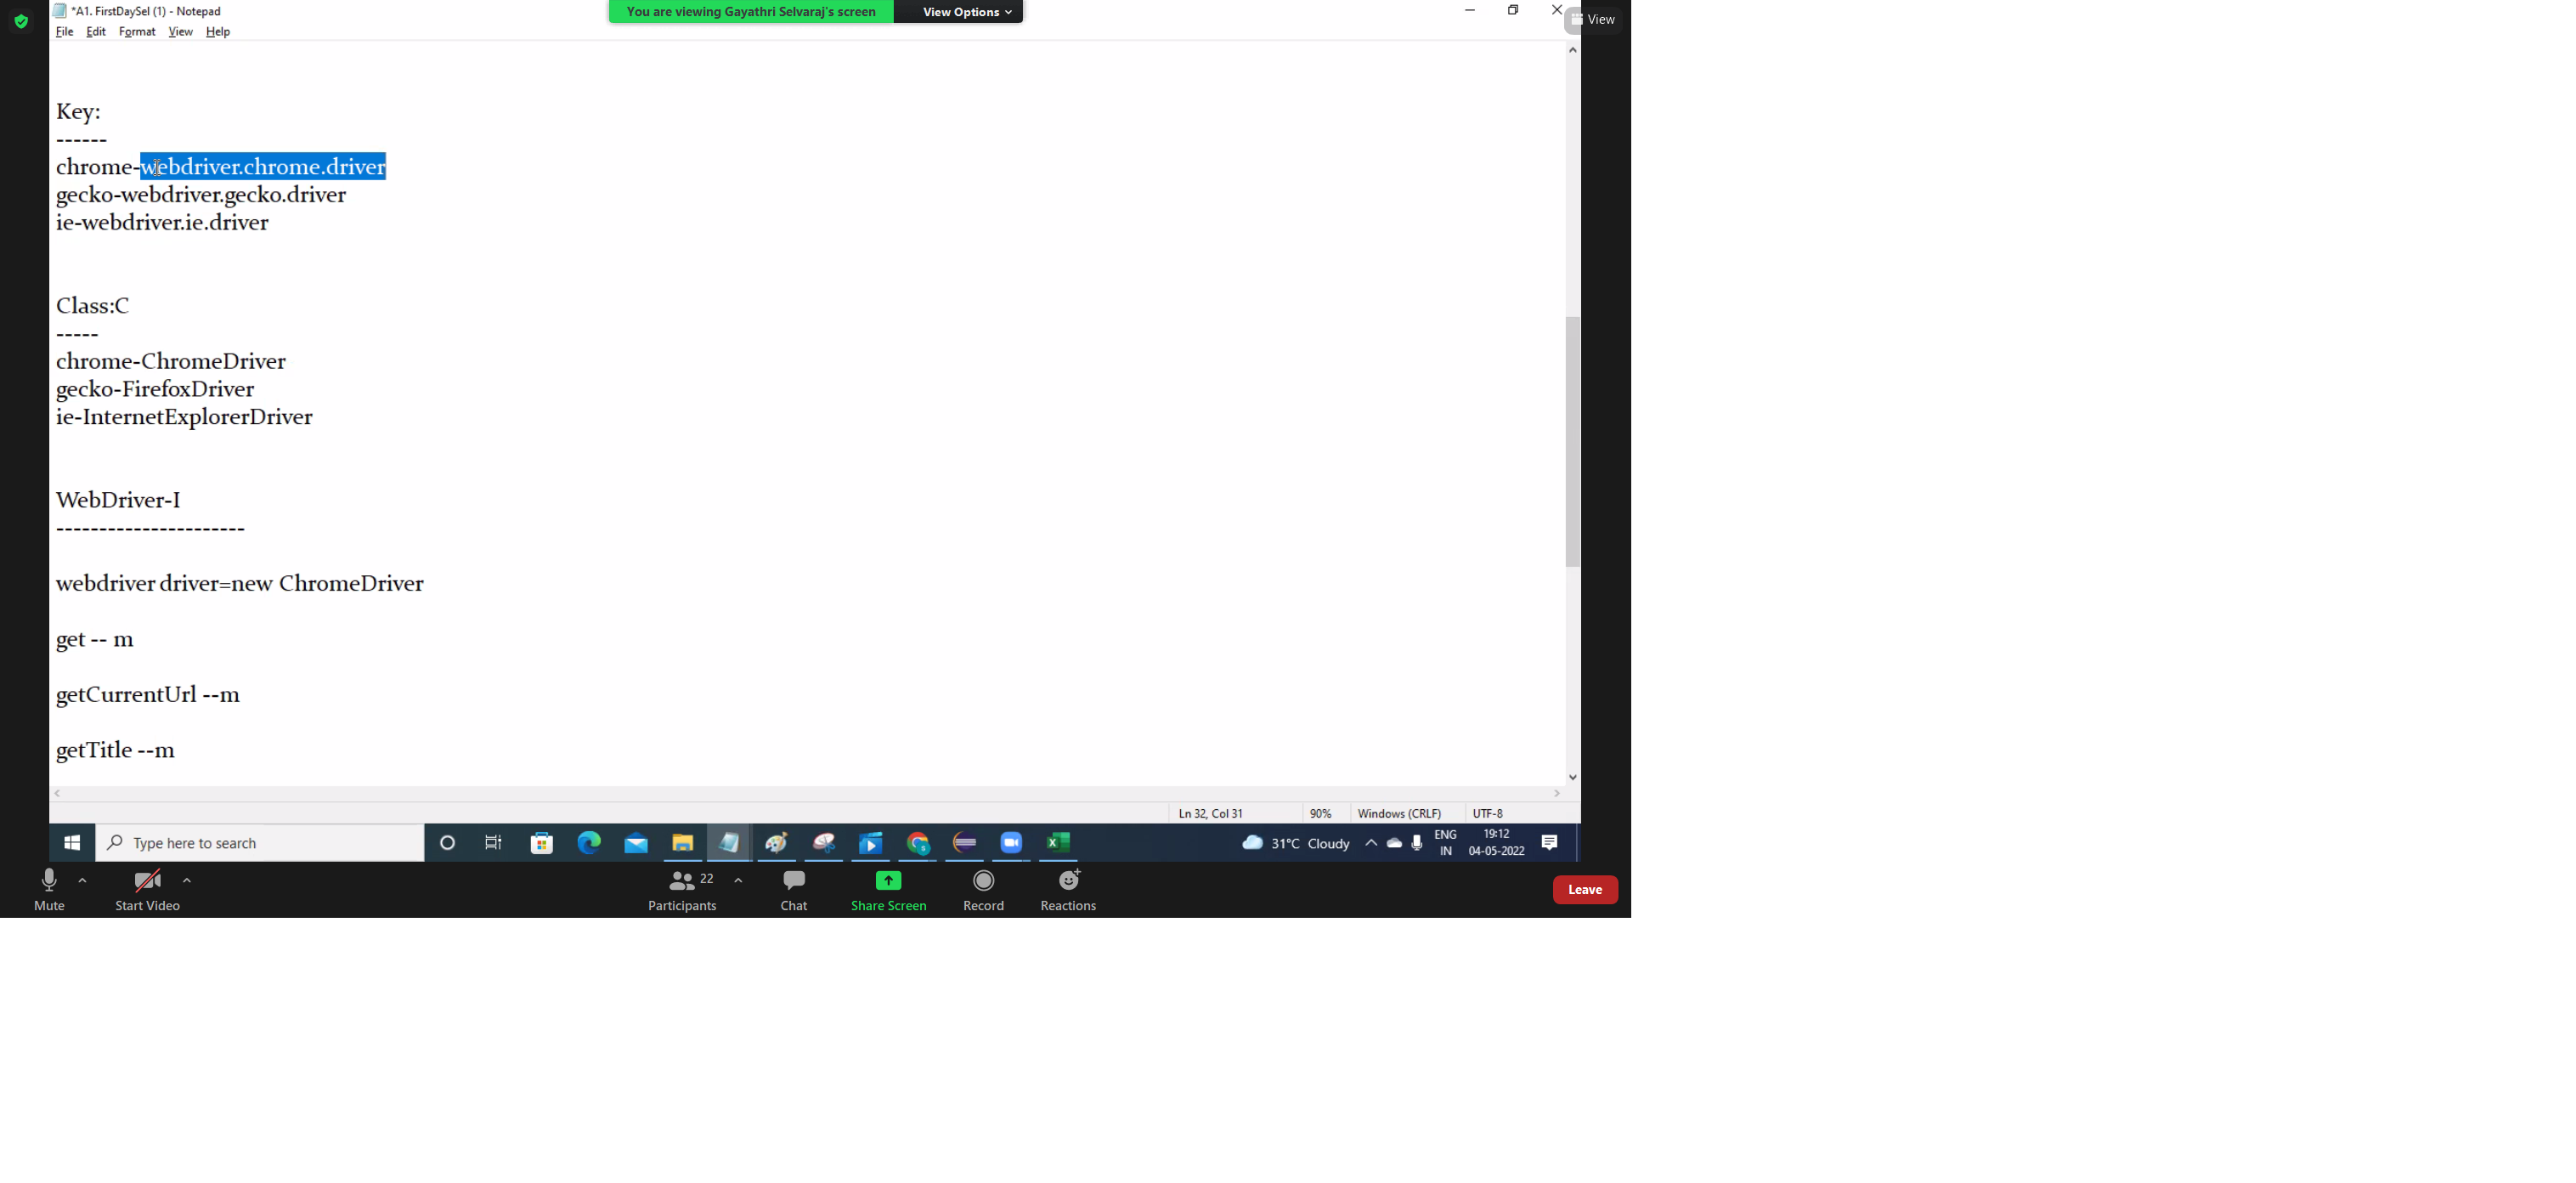 *A1. FirstDaySel (1) - Notepad
You are viewing Gayathri Selvaraj's screen
View Options
View
File Edit Format View Help
Key:
------
chrome-webdriver.chrome.driver
gecko-webdriver.gecko.driver
ie-webdriver.ie.driver
Class:C
-----
chrome-ChromeDriver
gecko-FirefoxDriver
ie-InternetExplorerDriver
WebDriver-I
----------------------
webdriver driver=new ChromeDriver
get -- m
getCurrentUrl --m
getTitle --m
Ln 32, Col 31 90% Windows (CRLF) UTF-8
Type here to search
31°C Cloudy
ENG
IN
19:12
04-05-2022
Mute
Start Video
22
Participants
Chat
Share Screen
Record
Reactions
Leave